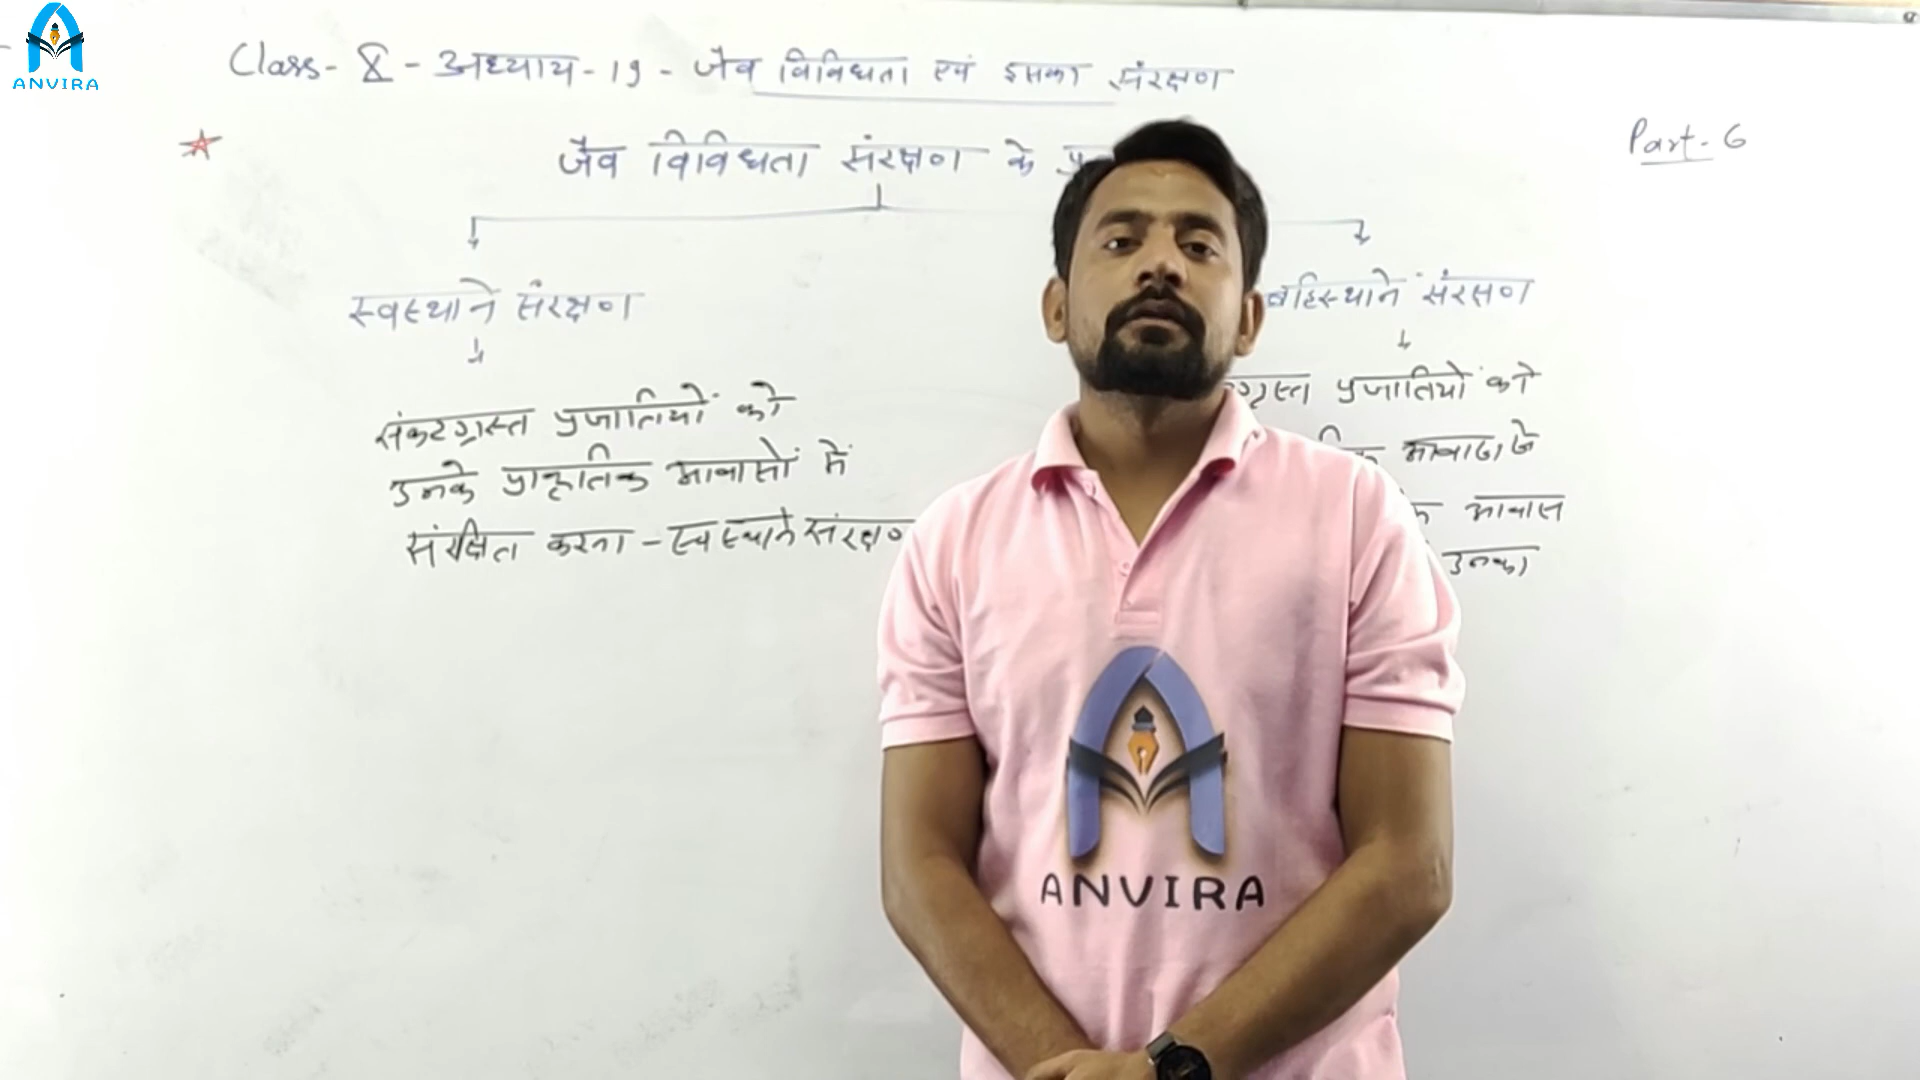 ANVIRA
Class - X - अध्याय - 19 - जैव विविधता एवं इसका संरक्षण
Part - 6
जैव विविधता संरक्षण के
स्वस्थाने संरक्षण
बहिस्थाने संरक्षण
संकटग्रस्त प्रजातियों को
उनके प्राकृतिक आवासों में
संरक्षित करना - स्वस्थाने संरक्षण
प्रजातियों को
आवास
उनका
ANVIRA